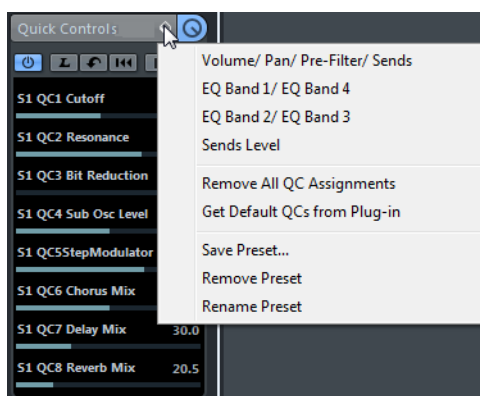 Quick Controls
L
S1 QC1 Cutoff
S1 QC2 Resonance
S1 QC3 Bit Reduction
S1 QC4 Sub Osc Level
S1 QC5StepModulator
S1 QC6 Chorus Mix
S1 QC7 Delay Mix 30.0
S1 QC8 Reverb Mix 20.5
Volume/ Pan/ Pre-Filter/ Sends
EQ Band 1/ EQ Band 4
EQ Band 2/ EQ Band 3
Sends Level
Remove All QC Assignments
Get Default QCs from Plug-in
Save Preset...
Remove Preset
Rename Preset